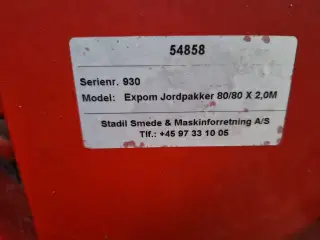 54858
Serienr. 930
Model: Expom Jordpakker 80/80 X 2,0M
Stadil Smede & Maskinforretning A/S
Tlf.: +45 97 33 10 05